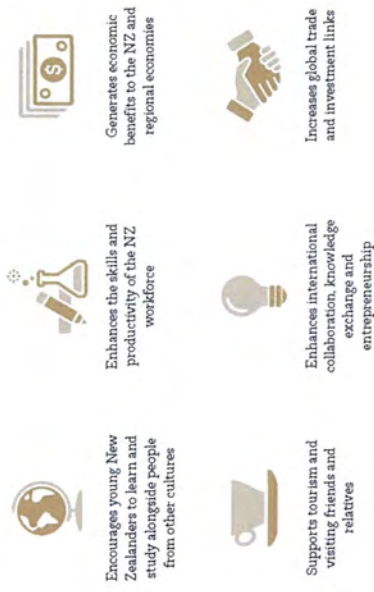 Encourages young New
Zealanders to learn and
study alongside people
from other cultures
Enhances the skills and
productivity of the NZ
workforce
Generates economic
benefits to the NZ and
regional economies
Supports tourism and
visiting friends and
relatives
Enhances international
collaboration, knowledge
exchange and
entrepreneurship
Increases global trade
and investment links